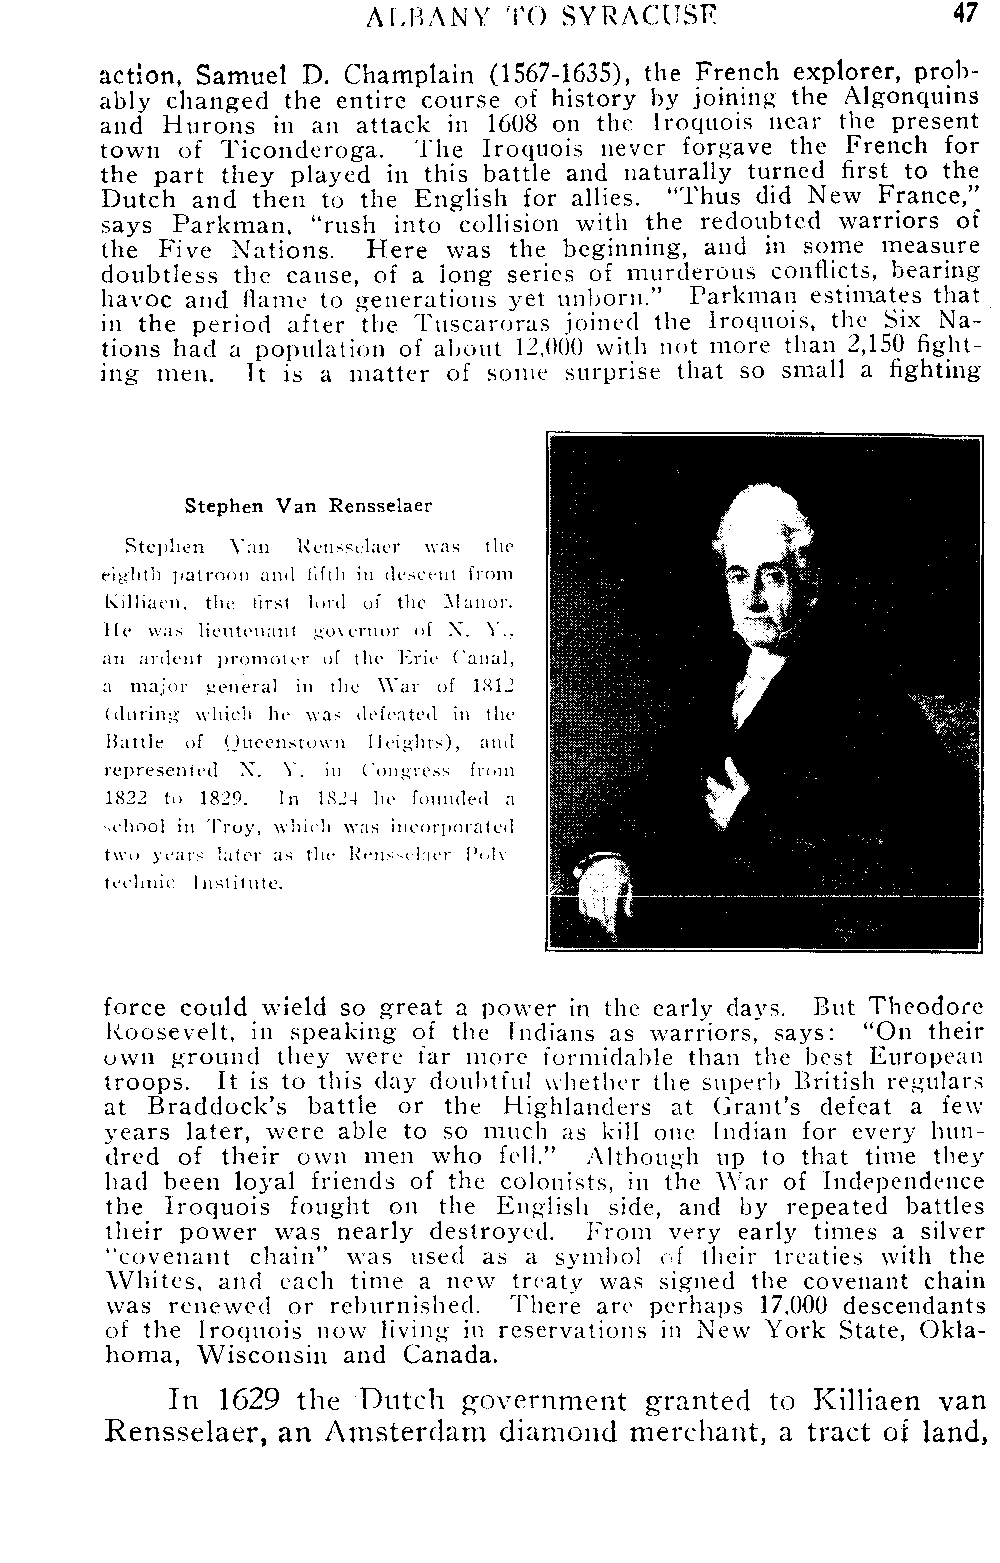 ALBANY TO SYRACUSE 47
action, Samuel D. Champlain (1567-1635), the French explorer, prob-
ably changed the entire course of history by joining the Algonquins
and Hurons in an attack in 1608 on the Iroquois near the present
town of Ticonderoga. The Iroquois never forgave the French for
the part they played in this battle and naturally turned first to the
Dutch and then to the English for allies. "Thus did New France,"
says Parkman, "rush into collision with the redoubted warriors of
the Five Nations. Here was the beginning, and in some measure
doubtless the cause, of a long series of murderous conflicts, bearing
havoc and flame to generations yet unborn." Parkman estimates that
in the period after the Tuscaroras joined the Iroquois, the Six Na-
tions had a population of about 12,000 with not more than 2,150 fight-
ing men. It is a matter of some surprise that so small a fighting
Stephen Van Rensselaer
Stephen Van Rensselaer was the
eighth patroon and fifth in descent from
Killiaen, the first lord of the Manor.
He was lieutenant governor of N. Y.,
an ardent promoter of the Erie Canal,
a major general in the War of 1812
(during which he was defeated in the
Battle of Queenstown Heights), and
represented N. Y. in Congress from
1822 to 1829. In 1824 he founded a
school in Troy, which was incorporated
two years later as the Rensselaer Poly
technic Institute.
force could wield so great a power in the early days. But Theodore
Roosevelt, in speaking of the Indians as warriors, says: "On their
own ground they were far more formidable than the best European
troops. It is to this day doubtful whether the superb British regulars
at Braddock's battle or the Highlanders at Grant's defeat a few
years later, were able to so much as kill one Indian for every hun-
dred of their own men who fell." Although up to that time they
had been loyal friends of the colonists, in the War of Independence
the Iroquois fought on the English side, and by repeated battles
their power was nearly destroyed. From very early times a silver
"covenant chain" was used as a symbol of their treaties with the
Whites, and each time a new treaty was signed the covenant chain
was renewed or reburnished. There are perhaps 17,000 descendants
of the Iroquois now living in reservations in New York State, Okla-
homa, Wisconsin and Canada.
In 1629 the Dutch government granted to Killiaen van
Rensselaer, an Amsterdam diamond merchant, a tract of land,